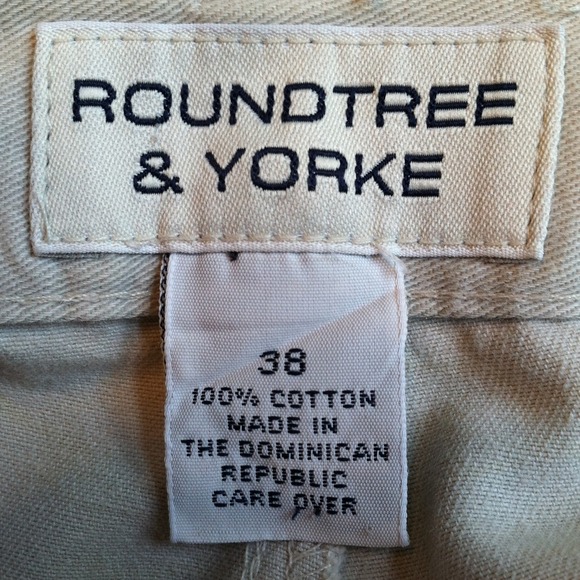 ROUNDTREE
& YORKE
38
100% COTTON
MADE IN
THE DOMINICAN
REPUBLIC
CARE OVER